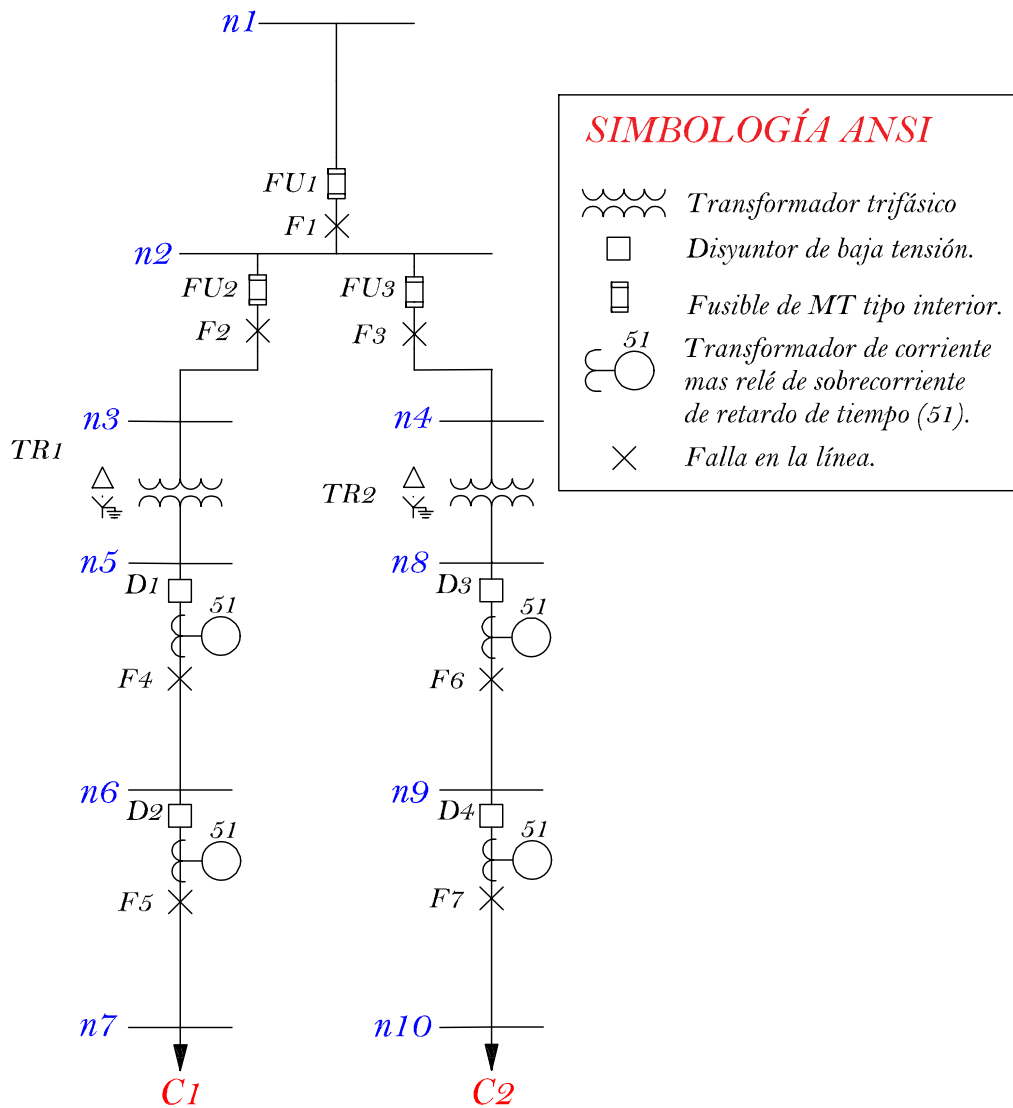 n1
SIMBOLOGÍA ANSI
Transformador trifásico
Disyuntor de baja tensión.
Fusible de MT tipo interior.
51
Transformador de corriente
mas relé de sobrecorriente
de retardo de tiempo (51).
Falla en la línea.
FU1
F1
n2
FU2
FU3
F2
F3
n3
n4
TR1
TR2
n5
n8
D1
D3
51
51
F4
F6
n6
n9
D2
D4
51
51
F5
F7
n7
n10
C1
C2